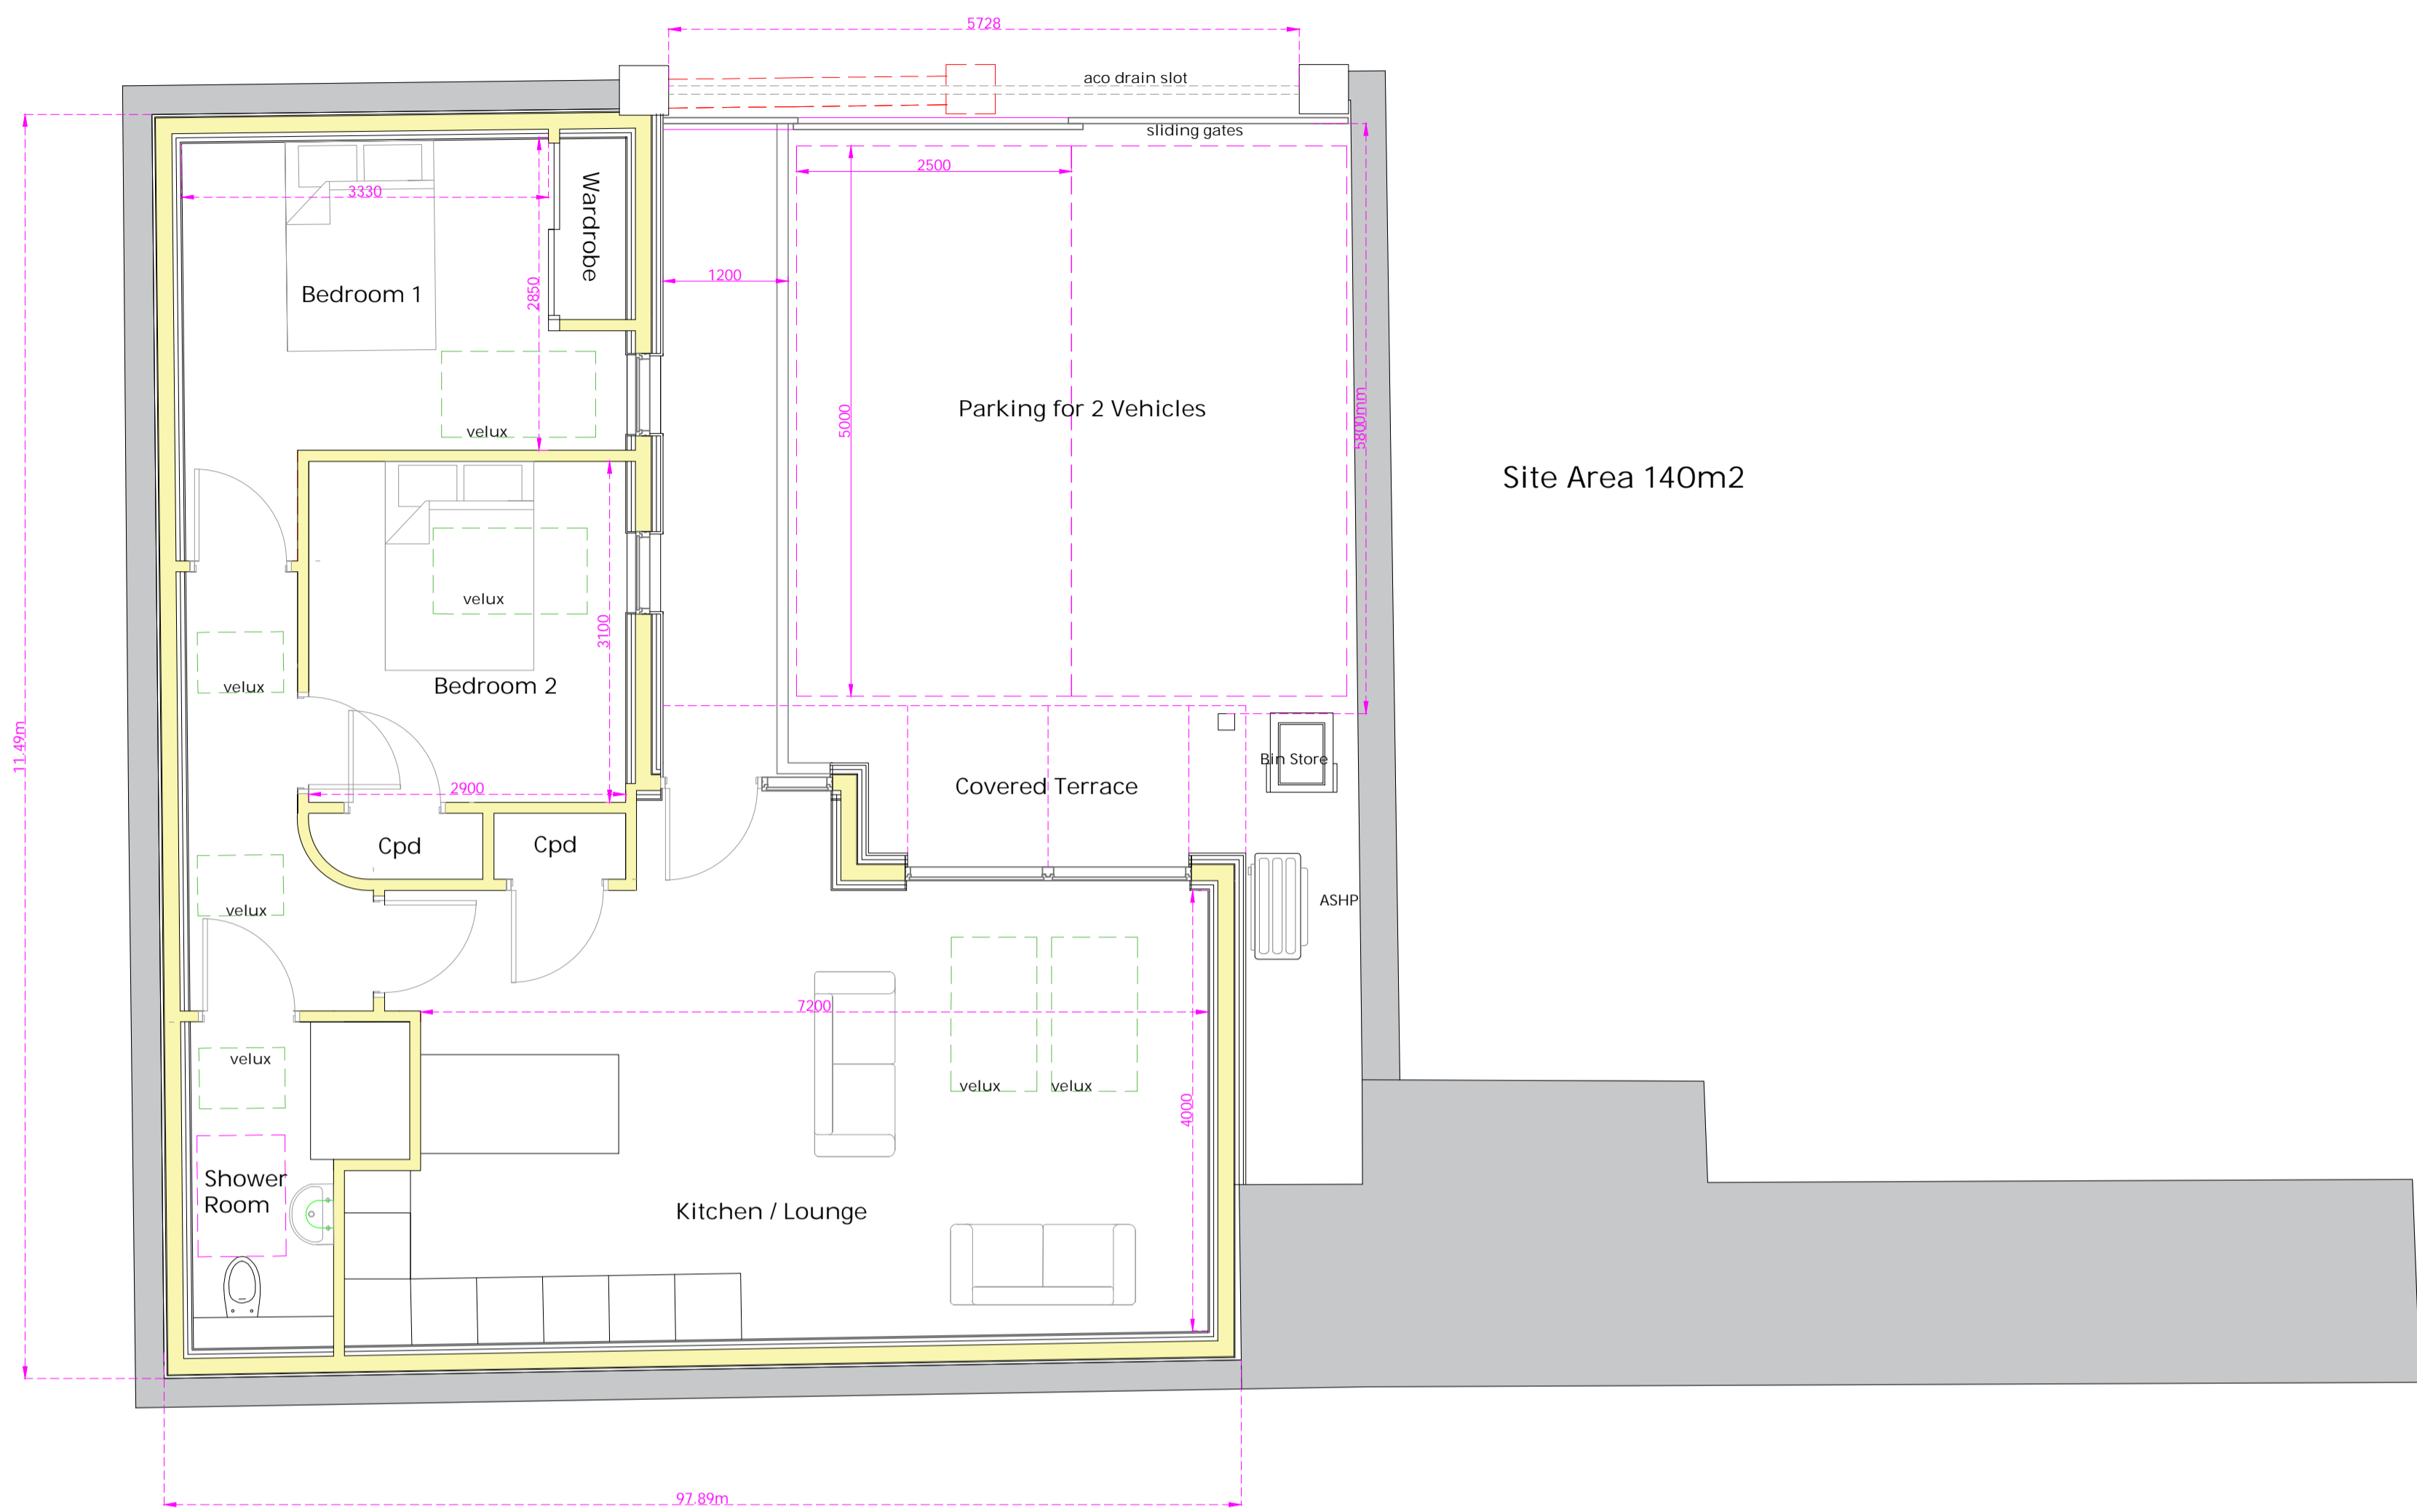 5728
aco drain slot
sliding gates
2500
3330
Wardrobe
1200
Bedroom 1
2850
Parking for 2 Vehicles
5000
5800mm
velux
Site Area 140m2
velux
3100
velux
Bedroom 2
11.49m
Bin Store
2900
Covered Terrace
Cpd
Cpd
ASHP
velux
7200
velux
velux
velux
4000
Shower
Room
Kitchen / Lounge
97.89m